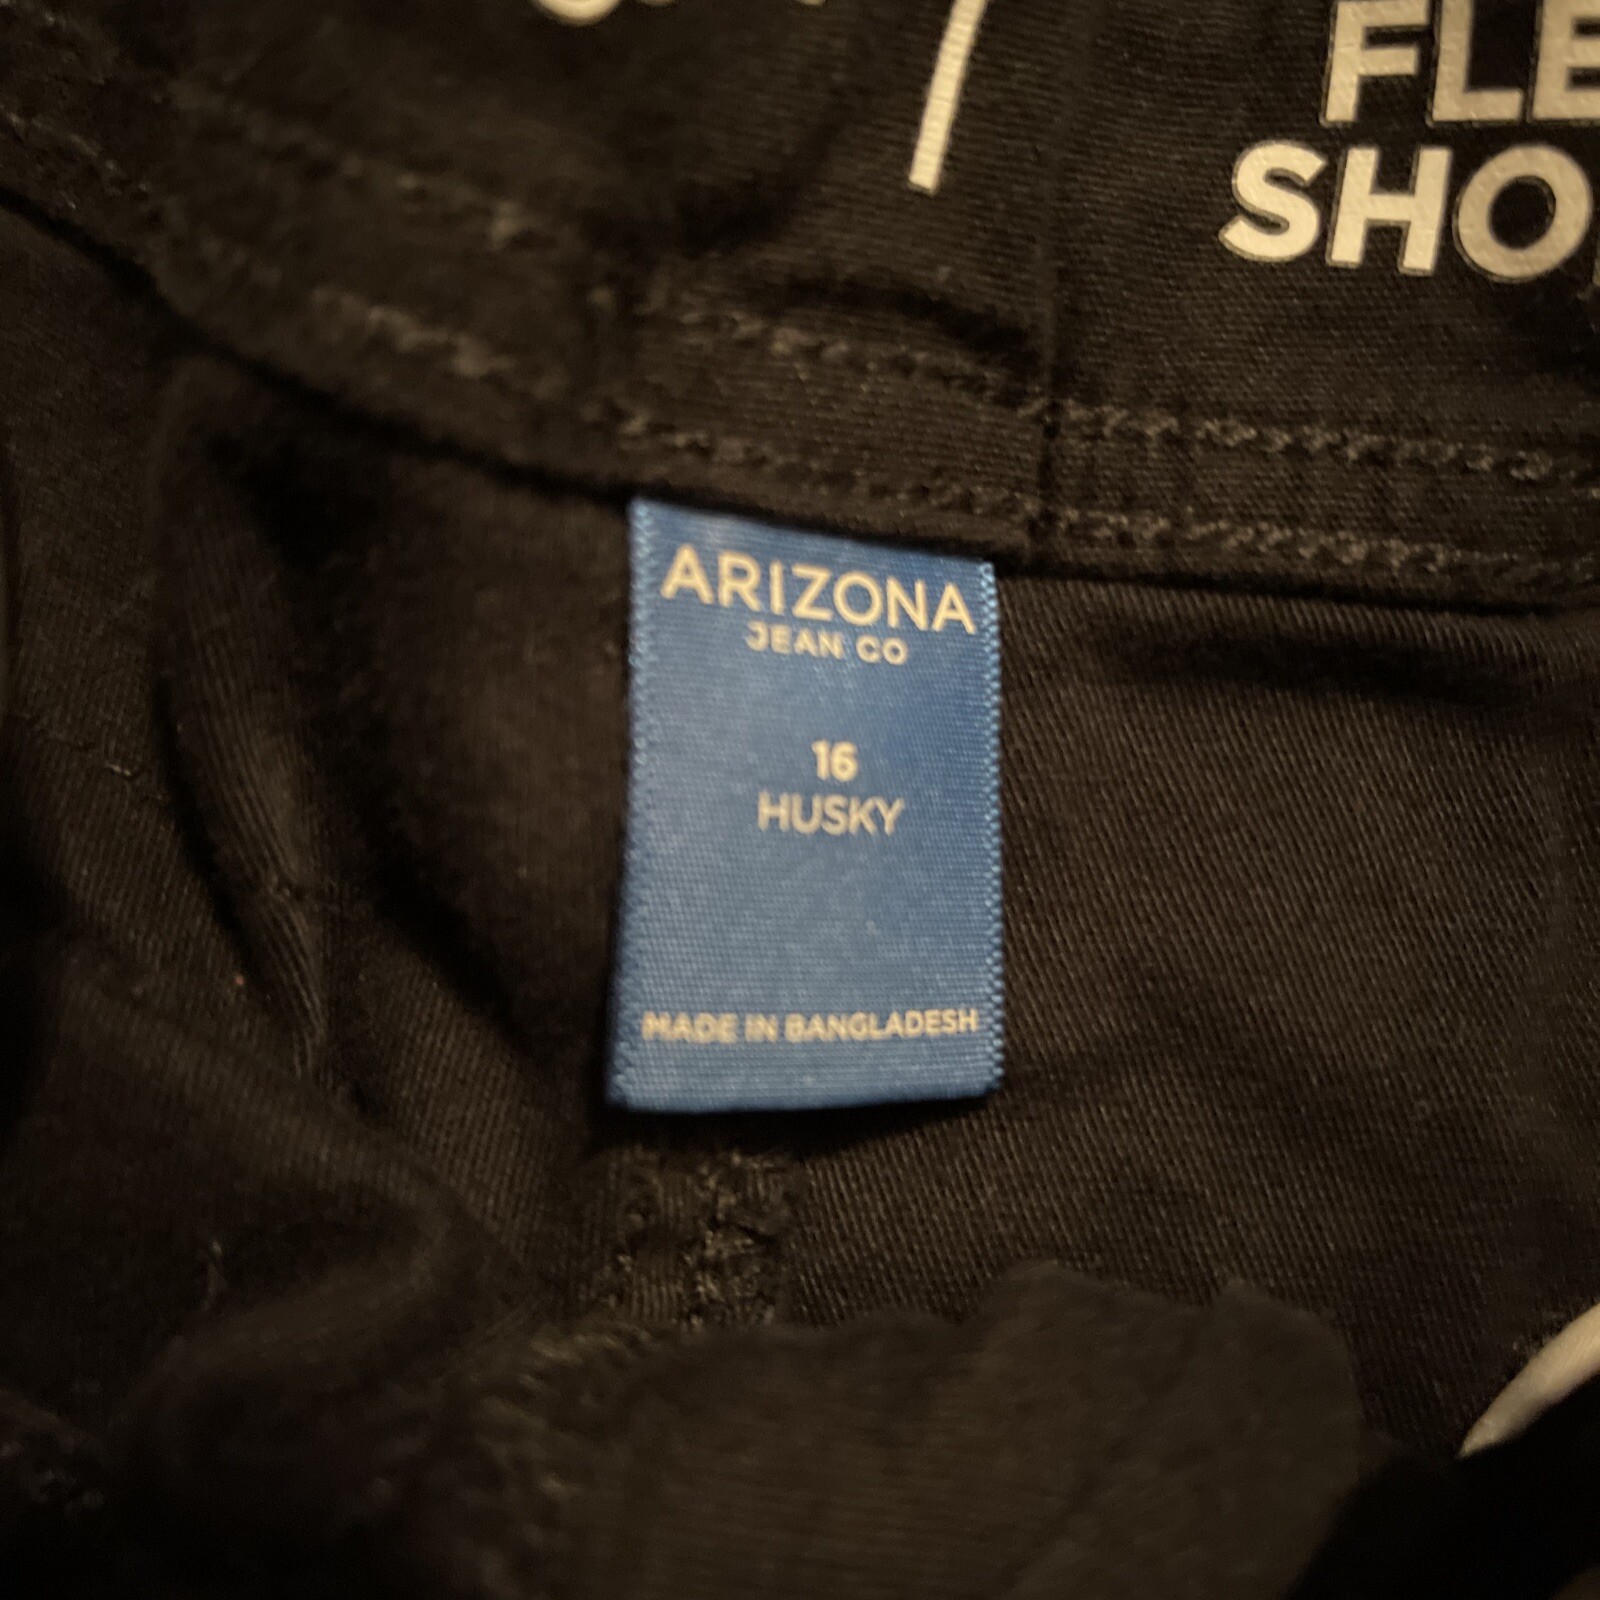 FLE
SHO
ARIZONA
JEAN CO
16
HUSKY
MADE IN BANGLADESH